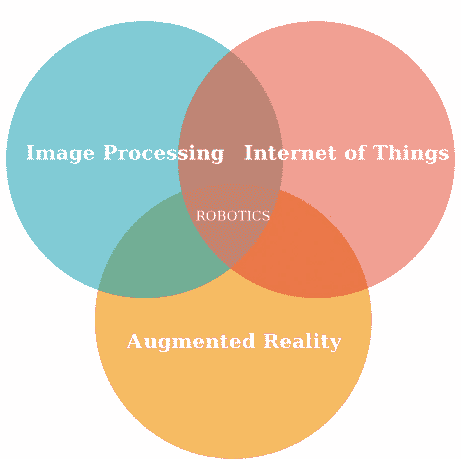 Image Processing
Internet of Things
ROBOTICS
Augmented Reality